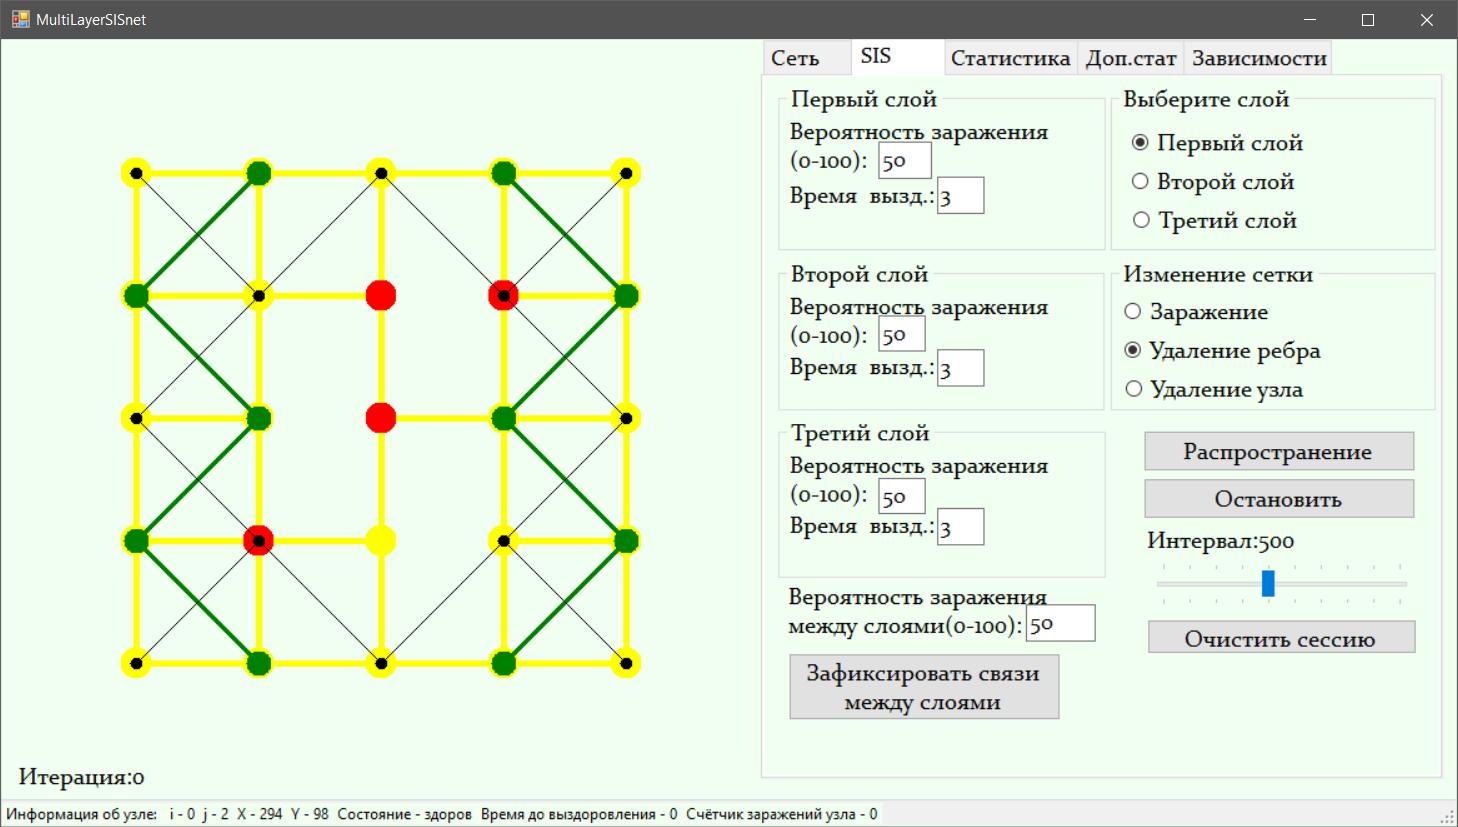 MultiLayerSISnet
Сеть
SIS
Статистика
Доп.стат
Зависимости
Первый слой
Вероятность заражения
(0-100): 50
Время вызд.: 3
Выберите слой
Первый слой
Второй слой
Третий слой
Второй слой
Вероятность заражения
(0-100): 50
Время вызд.: 3
Изменение сетки
Заражение
Удаление ребра
Удаление узла
Третий слой
Вероятность заражения
(0-100): 50
Время вызд.: 3
Распространение
Остановить
Интервал:500
Очистить сессию
Вероятность заражения
между слоями(0-100): 50
Зафиксировать связи
между слоями
Итерация:0
Информация об узле: i - 0 j - 2 X - 294 Y - 98 Состояние - здоров Время до выздоровления - 0 Счётчик заражений узла - 0